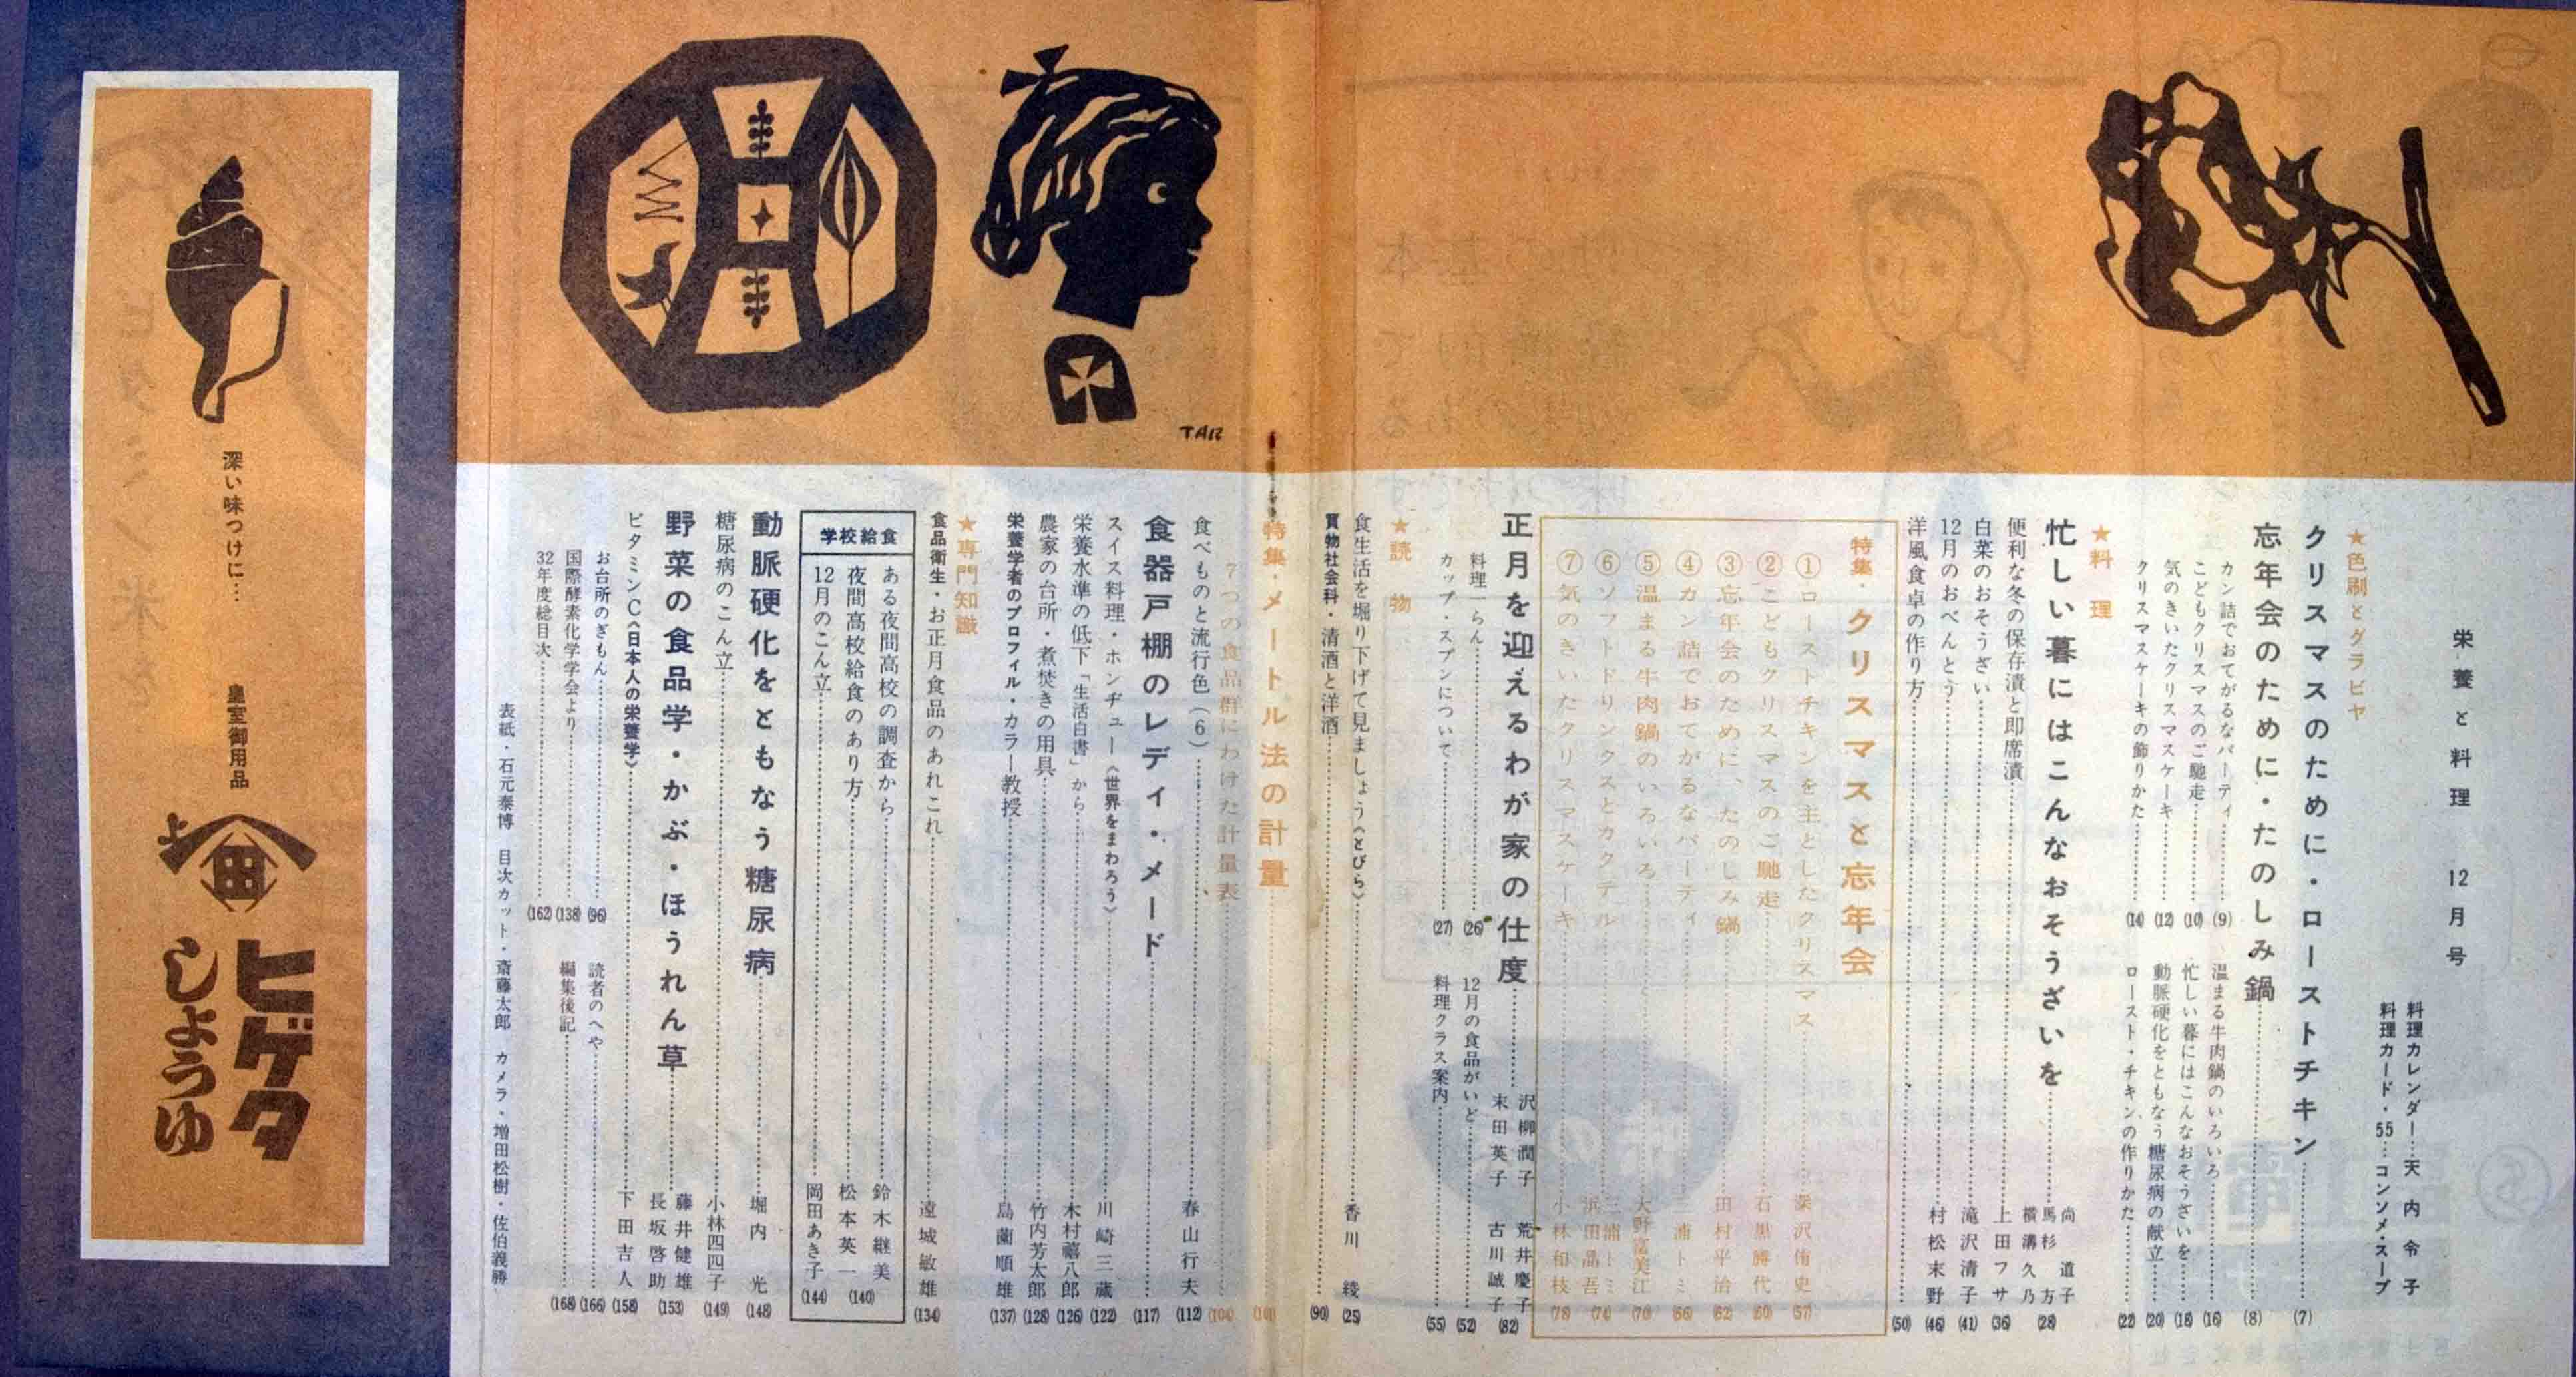 栄養と料理 12月号
料理カレンダー…天内令子
料理カード・55…コンソメ・スープ
★色刷とグラビヤ
クリスマスのために・ローストチキン (7)
忘年会のために・たのしみ鍋 (8)
カン詰でおてがるなパーティ (9)
こどもクリスマスのご馳走 (10)
気のきいたクリスマスケーキ (12)
クリスマスケーキの飾りかた (14)
温まる牛肉鍋のいろいろ (16)
忙しい暮にはこんなおそうざいを (18)
動脈硬化をともなう糖尿病の献立 (20)
ロースト・チキンの作りかた (22)
★料理
忙しい暮にはこんなおそうざいを 尚道子 馬杉方 横溝久乃 (28)
便利な冬の保存漬と即席漬 上田フサ (36)
白菜のおそうざい 滝沢清子 (41)
12月のおべんとう 村松末野 (46)
洋風食卓の作り方 (50)
特集・クリスマスと忘年会
①ローストチキンを主としたクリスマス 深沢侑史 (57)
②こどもクリスマスのご馳走 石黒勝代 (60)
③忘年会のために、たのしみ鍋 田村平治 (62)
④カン詰でおてがるなパーティ 三浦トミ (66)
⑤温まる牛肉鍋のいろいろ 大野富美江 (70)
⑥ソフトドリンクスとカクテル 三浦トミ 浜田晶吾 (74)
⑦気のきいたクリスマスケーキ 小林和枝 (78)
正月を迎えるわが家の仕度 沢柳潤子 荒井慶子 末田英子 古川誠子 (82)
料理一らん (26)
カップ・スプンについて (27)
12月の食品がいど (52)
料理クラス案内 (55)
★読物
食生活を堀り下げて見ましょう《とびら》 香川綾 (25)
買物社会科・清酒と洋酒 (90)
特集・メートル法の計量 (101)
7つの食品群にわけた計量表 (104)
食べものと流行色(6) 春山行夫 (112)
食器戸棚のレディ・メード (117)
スイス料理・ホンヂュー《世界をまわろう》 川崎三蔵 (122)
栄養水準の低下「生活白書」から 木村禧八郎 (126)
農家の台所・煮焚きの用具 竹内芳太郎 (128)
栄養学者のプロフィル・カラー教授 島薗順雄 (137)
★専門知識
食品衛生・お正月食品のあれこれ 遠城敏雄 (134)
学校給食
ある夜間高校の調査から 鈴木継美
夜間高校給食のあり方 松本英一 (140)
12月のこん立 岡田あき子 (144)
動脈硬化をともなう糖尿病 堀内光 (148)
糖尿病のこん立 小林四四子 (149)
野菜の食品学・かぶ・ほうれん草 藤井健雄 長坂啓助 (153)
ビタミンC《日本人の栄養学》 下田吉人 (158)
お台所のぎもん (96)
国際酵素化学学会より (138)
32年度総目次 (162)
読者のへや (166)
編集後記 (168)
表紙・石元泰博 目次カット・斎藤太郎 カメラ・増田松樹・佐伯義勝
TAR
深い味つけに…
皇室御用品
上
田
ヒゲタ
しょうゆ